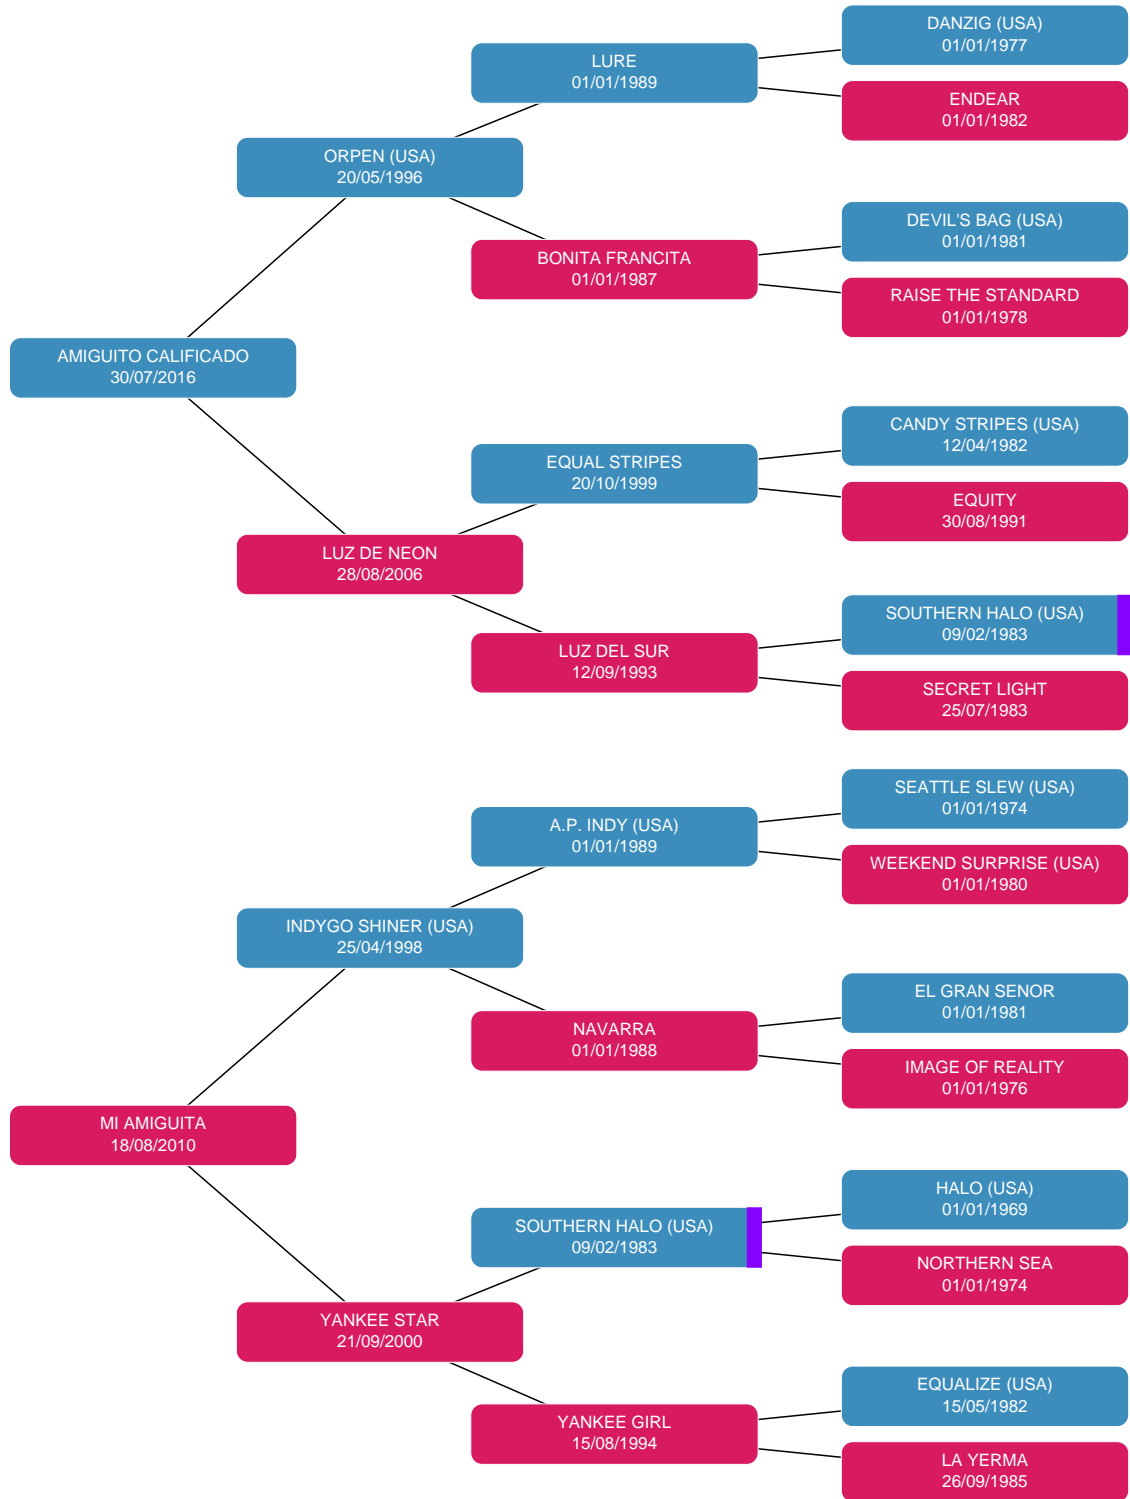 DANZIG (USA)
01/01/1977
LURE
01/01/1989
ENDEAR
01/01/1982
ORPEN (USA)
20/05/1996
DEVIL'S BAG (USA)
01/01/1981
BONITA FRANCITA
01/01/1987
RAISE THE STANDARD
01/01/1978
AMIGUITO CALIFICADO
30/07/2016
CANDY STRIPES (USA)
12/04/1982
EQUAL STRIPES
20/10/1999
EQUITY
30/08/1991
LUZ DE NEON
28/08/2006
SOUTHERN HALO (USA)
09/02/1983
LUZ DEL SUR
12/09/1993
SECRET LIGHT
25/07/1983
SEATTLE SLEW (USA)
01/01/1974
A.P. INDY (USA)
01/01/1989
WEEKEND SURPRISE (USA)
01/01/1980
INDYGO SHINER (USA)
25/04/1998
EL GRAN SENOR
01/01/1981
NAVARRA
01/01/1988
IMAGE OF REALITY
01/01/1976
MI AMIGUITA
18/08/2010
HALO (USA)
01/01/1969
SOUTHERN HALO (USA)
09/02/1983
NORTHERN SEA
01/01/1974
YANKEE STAR
21/09/2000
EQUALIZE (USA)
15/05/1982
YANKEE GIRL
15/08/1994
LA YERMA
26/09/1985